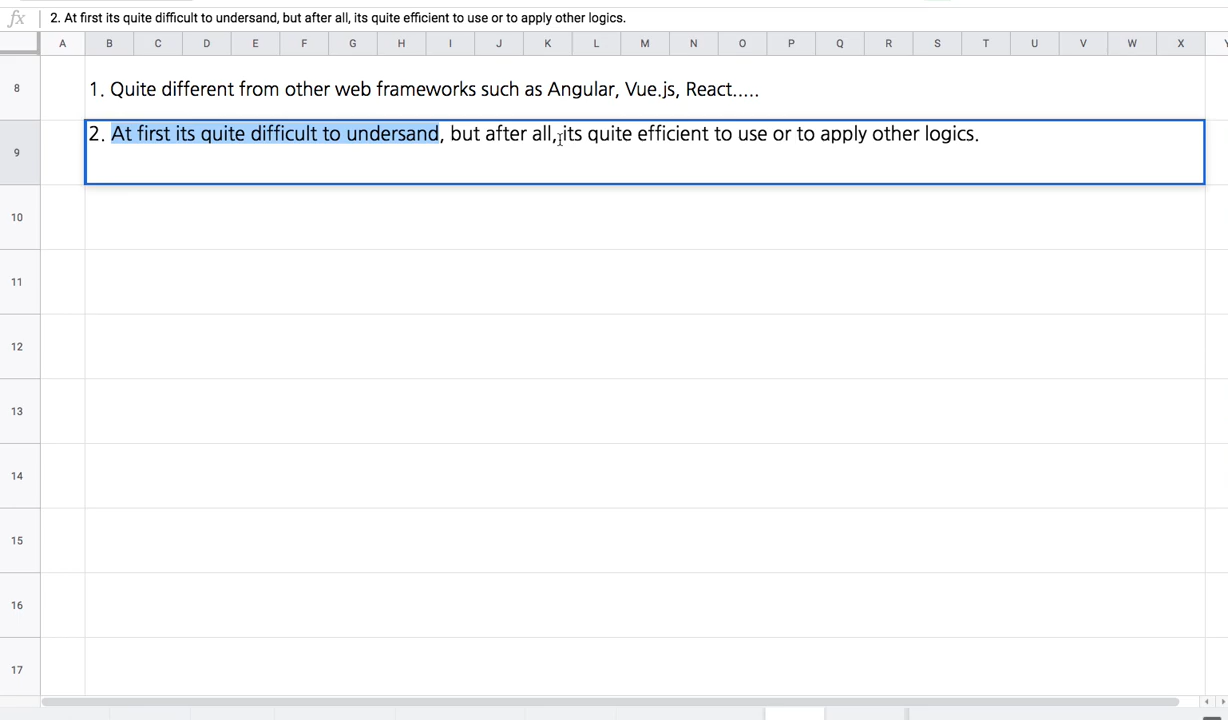 fx 2. At first its quite difficult to undersand, but after all, its quite efficient to use or to apply other logics.
A B C D E F G H I J K L M N O P Q R S T U V W X Y
8 1. Quite different from other web frameworks such as Angular, Vue.js, React.....
9 2. At first its quite difficult to undersand, but after all, its quite efficient to use or to apply other logics.
10
11
12
13
14
15
16
17